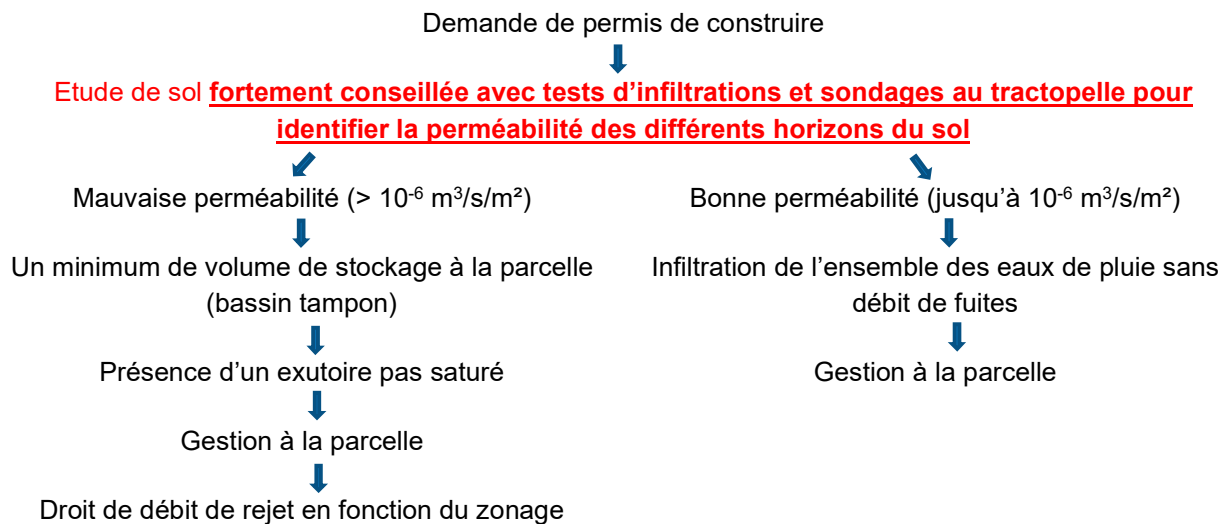 Demande de permis de construire
Etude de sol fortement conseillée avec tests d’infiltrations et sondages au tractopelle pour
identifier la perméabilité des différents horizons du sol
Mauvaise perméabilité (> 10⁻⁶ m³/s/m²)
Bonne perméabilité (jusqu’à 10⁻⁶ m³/s/m²)
Un minimum de volume de stockage à la parcelle
(bassin tampon)
Infiltration de l’ensemble des eaux de pluie sans
débit de fuites
Présence d’un exutoire pas saturé
Gestion à la parcelle
Gestion à la parcelle
Droit de débit de rejet en fonction du zonage